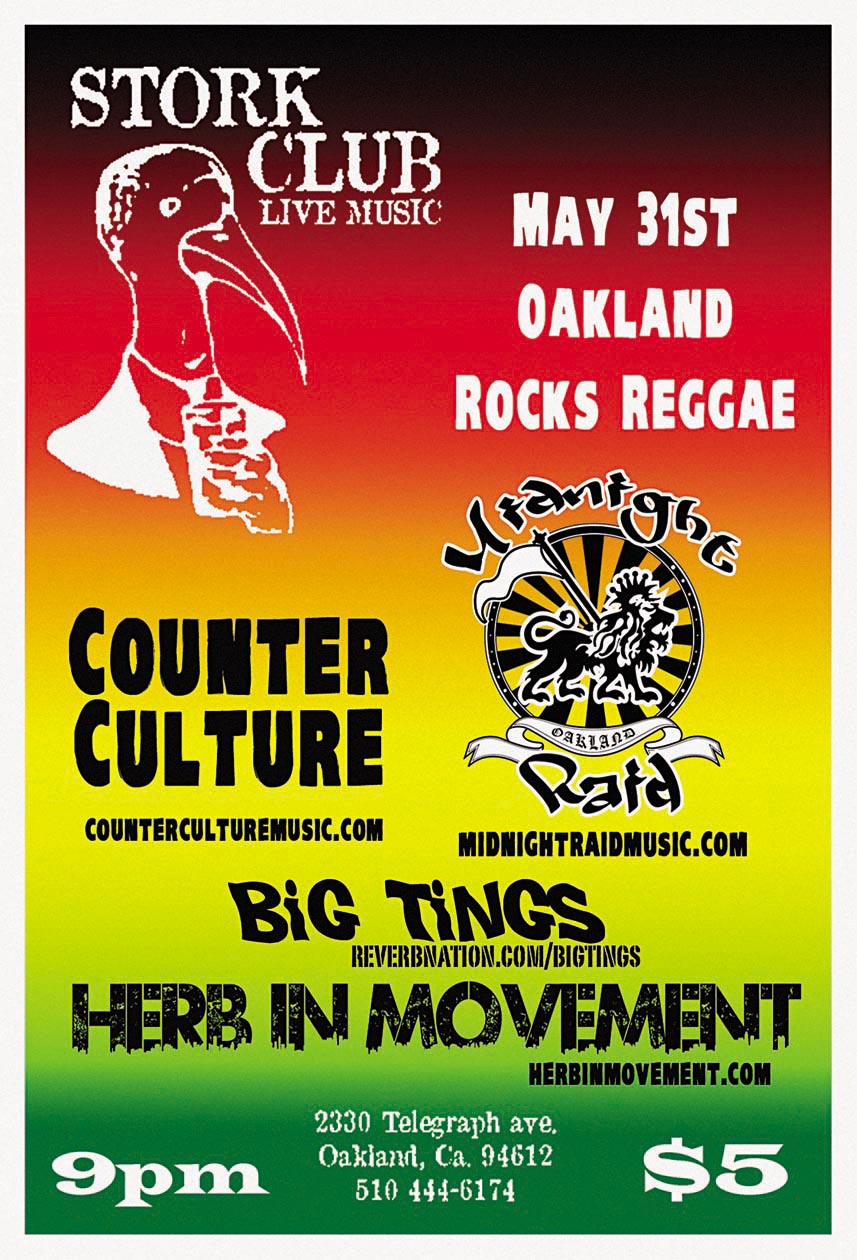 STORK
CLUB
LIVE MUSIC
MAY 31ST
OAKLAND
ROCKS REGGAE
Midnight
OAKLAND
Raid
MIDNIGHTRAIDMUSIC.COM
COUNTER
CULTURE
COUNTERCULTUREMUSIC.COM
BiG TiNGS
REVERBNATION.COM/BIGTINGS
HERB IN MOVEMENT
HERBINMOVEMENT.COM
2330 Telegraph ave.
Oakland, Ca. 94612
510 444-6174
9pm
$5